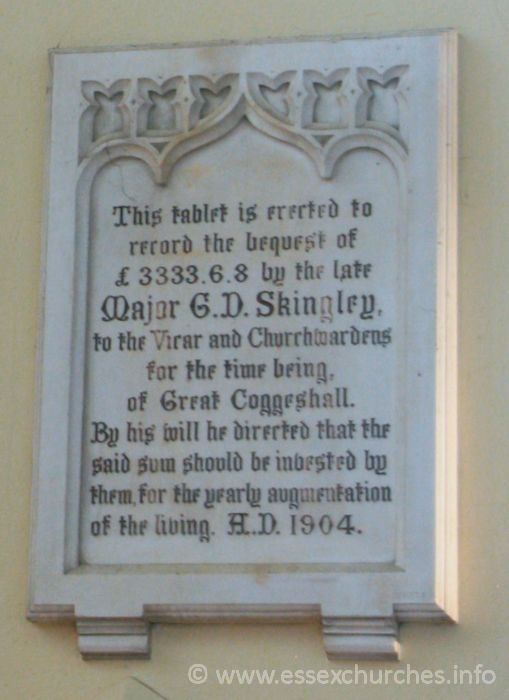 This tablet is erected to
record the bequest of
£ 3333.6.8 by the late
Major G.D. Skingley,
to the Vicar and Churchwardens
for the time being,
of Great Coggeshall.
By his will he directed that the
said sum should be invested by
them, for the yearly augmentation
of the living. A.D. 1904.
© www.essexchurches.info